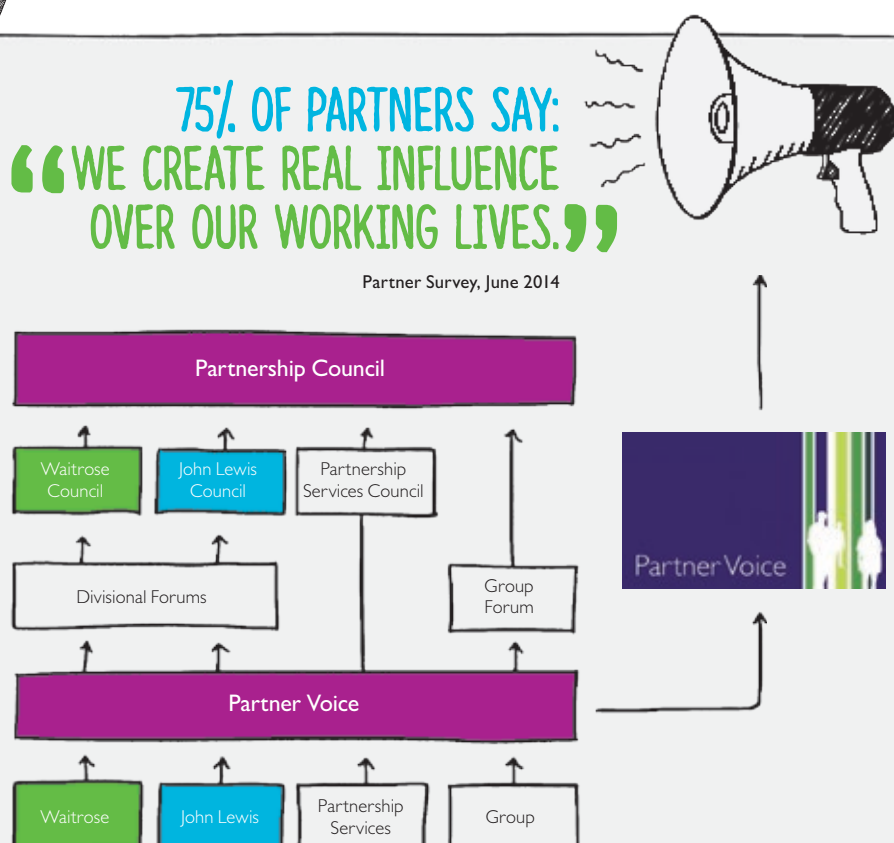 75% OF PARTNERS SAY:
“WE CREATE REAL INFLUENCE
OVER OUR WORKING LIVES.”
Partner Survey, June 2014
Partnership Council
Waitrose
Council
John Lewis
Council
Partnership
Services Council
Divisional Forums
Group
Forum
Partner Voice
Partner Voice
Waitrose
John Lewis
Partnership
Services
Group